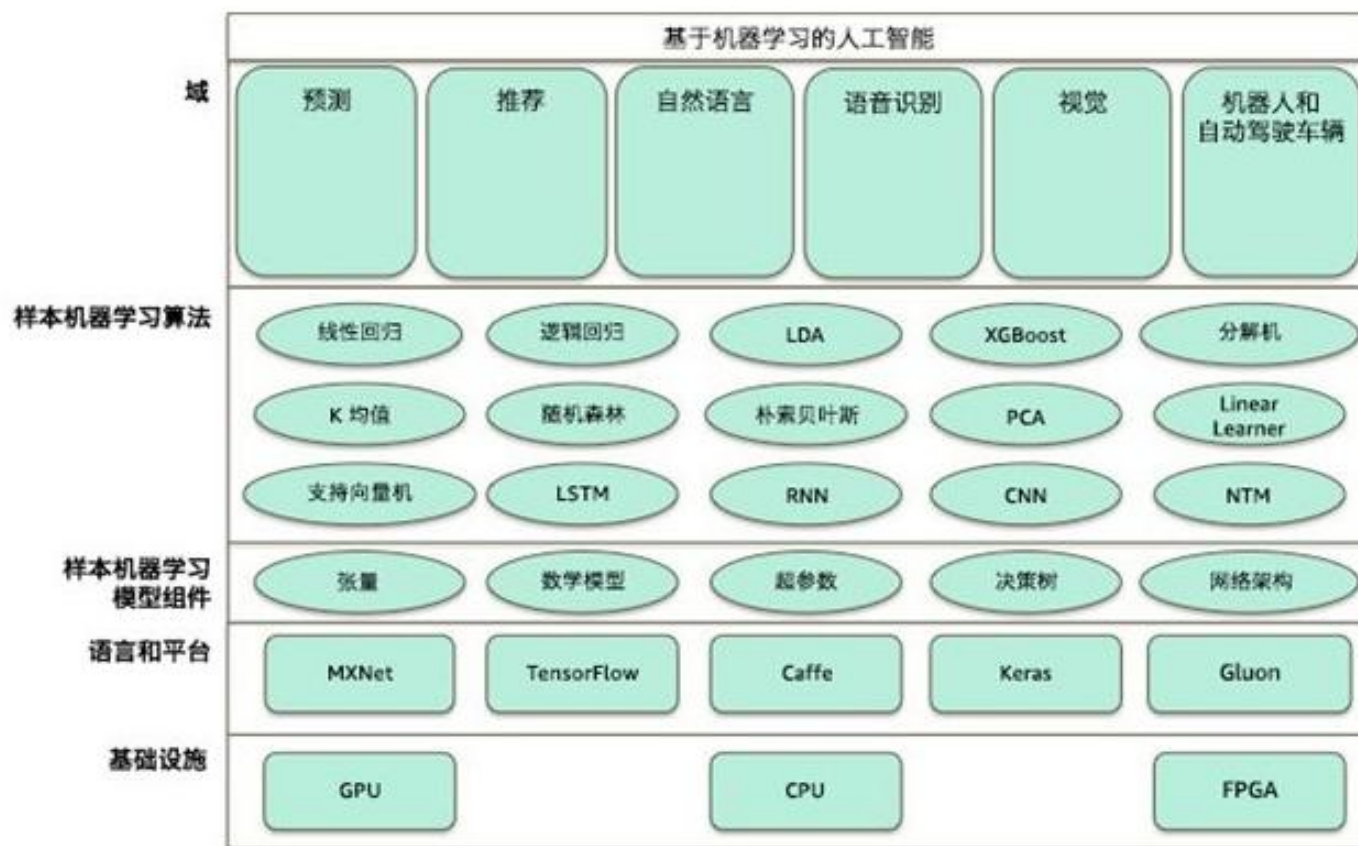 基于机器学习的人工智能
域
预测
推荐
自然语言
语音识别
视觉
机器人和
自动驾驶车辆
样本机器学习算法
线性回归
逻辑回归
LDA
XGBoost
分解机
K 均值
随机森林
朴素贝叶斯
PCA
Linear
Learner
支持向量机
LSTM
RNN
CNN
NTM
样本机器学习
模型组件
张量
数学模型
超参数
决策树
网络架构
语言和平台
MXNet
TensorFlow
Caffe
Keras
Gluon
基础设施
GPU
CPU
FPGA